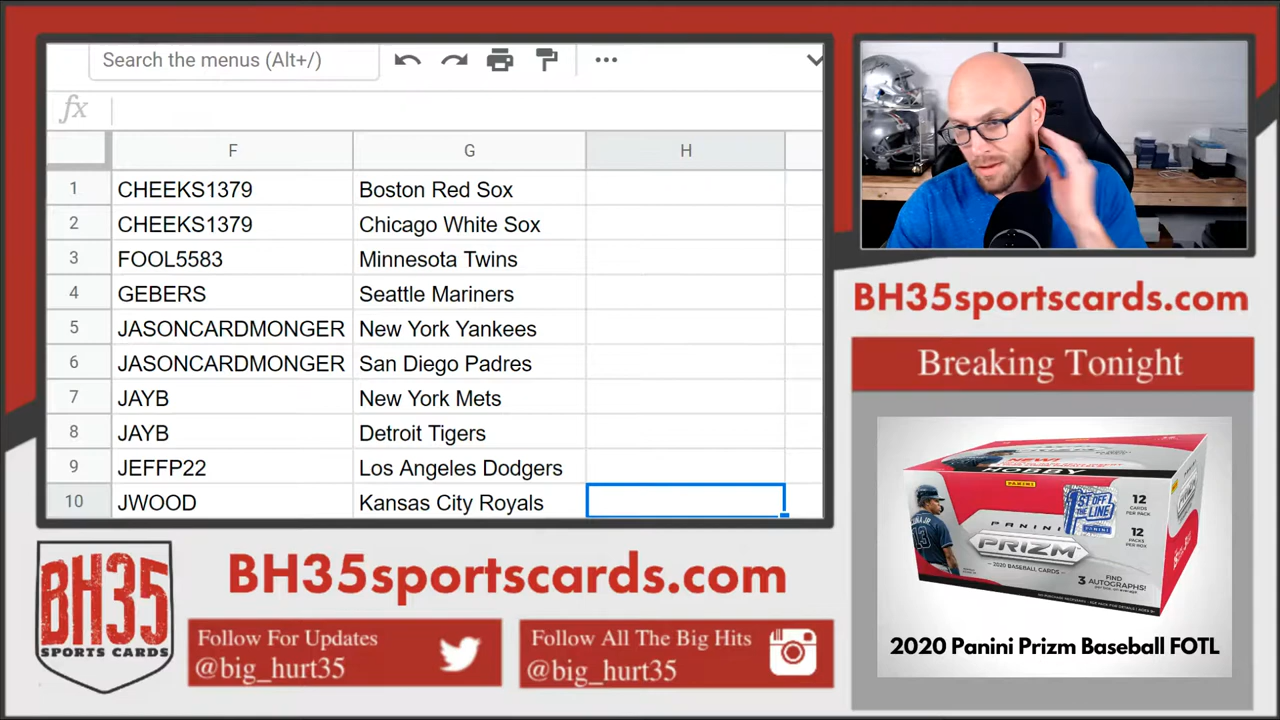 Search the menus (Alt+/)
fx
F G H
1 CHEEKS1379 Boston Red Sox
2 CHEEKS1379 Chicago White Sox
3 FOOL5583 Minnesota Twins
4 GEBERS Seattle Mariners
5 JASONCARDMONGER New York Yankees
6 JASONCARDMONGER San Diego Padres
7 JAYB New York Mets
8 JAYB Detroit Tigers
9 JEFFP22 Los Angeles Dodgers
10 JWOOD Kansas City Royals
BH35sportscards.com
Breaking Tonight
NEW!
HOBBY
PANINI
1ST OFF
THE LINE
12
CARDS
PER PACK
12
PACKS
PER BOX
PANINI
PRIZM
2020 BASEBALL CARDS
3 FIND
AUTOGRAPHS!
2020 Panini Prizm Baseball FOTL
BH35
SPORTS CARDS
BH35sportscards.com
Follow For Updates
@big_hurt35
Follow All The Big Hits
@big_hurt35